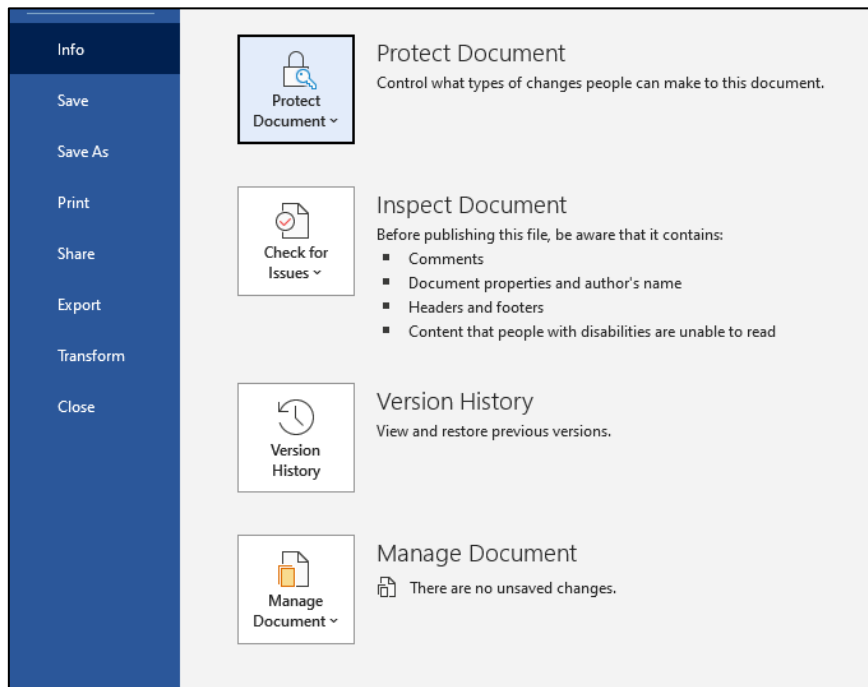 Info
Save
Save As
Print
Share
Export
Transform
Close
Protect
Document
Protect Document
Control what types of changes people can make to this document.
Check for
Issues
Inspect Document
Before publishing this file, be aware that it contains:
Comments
Document properties and author's name
Headers and footers
Content that people with disabilities are unable to read
Version
History
Version History
View and restore previous versions.
Manage
Document
Manage Document
There are no unsaved changes.